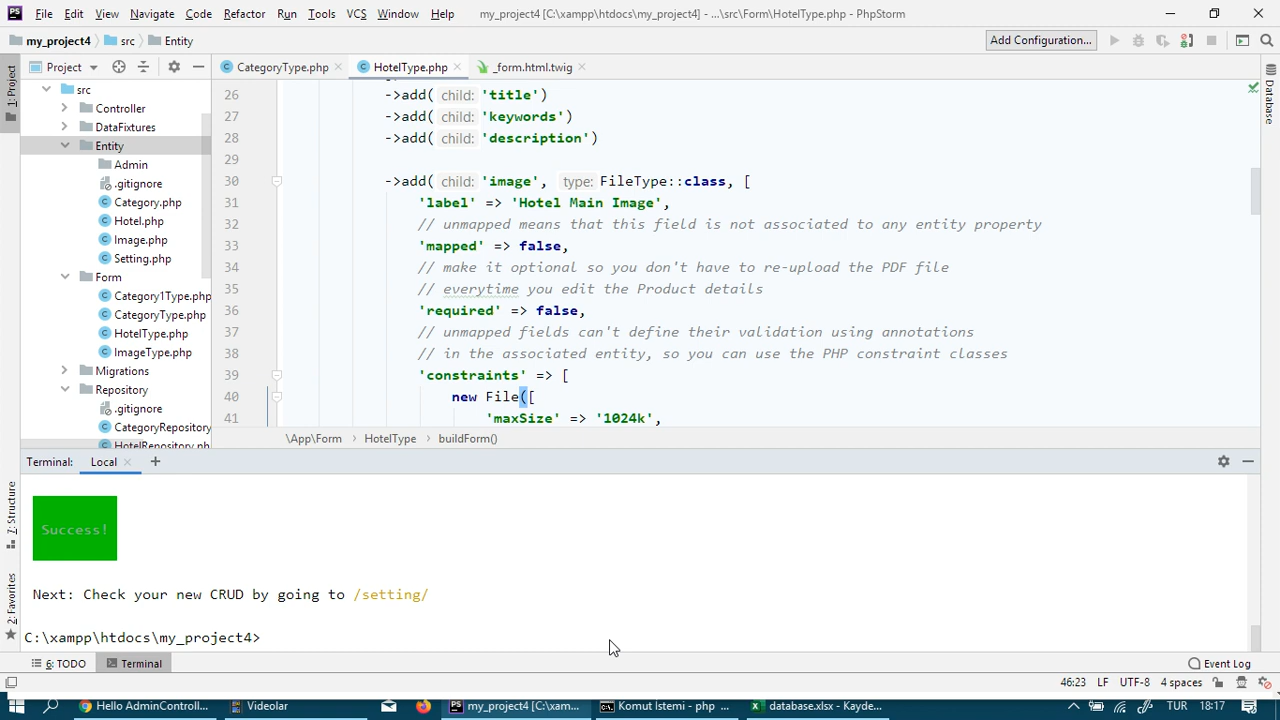 File Edit View Navigate Code Refactor Run Tools VCS Window Help my_project4 [C:\xampp\htdocs\my_project4] - ...\src\Form\HotelType.php - PhpStorm
my_project4 src Entity Add Configuration...
1: Project
Project
CategoryType.php HotelType.php _form.html.twig
Database
src
Controller
DataFixtures
Entity
Admin
.gitignore
Category.php
Hotel.php
Image.php
Setting.php
Form
Category1Type.php
CategoryType.php
HotelType.php
ImageType.php
Migrations
Repository
.gitignore
CategoryRepository
HotelRepository.ph
26 ->add( child: 'title')
27 ->add( child: 'keywords')
28 ->add( child: 'description')
29
30 ->add( child: 'image', type: FileType::class, [
31 'label' => 'Hotel Main Image',
32 // unmapped means that this field is not associated to any entity property
33 'mapped' => false,
34 // make it optional so you don't have to re-upload the PDF file
35 // everytime you edit the Product details
36 'required' => false,
37 // unmapped fields can't define their validation using annotations
38 // in the associated entity, so you can use the PHP constraint classes
39 'constraints' => [
40 new File([
41 'maxSize' => '1024k',
\App\Form HotelType buildForm()
Terminal: Local
7: Structure
2: Favorites
Success!
Next: Check your new CRUD by going to /setting/
C:\xampp\htdocs\my_project4>
6: TODO Terminal Event Log
46:23 LF UTF-8 4 spaces
Hello AdminControll... Videolar my_project4 [C:\xam... Komut İstemi - php ... database.xlsx - Kayde... TUR 18:17